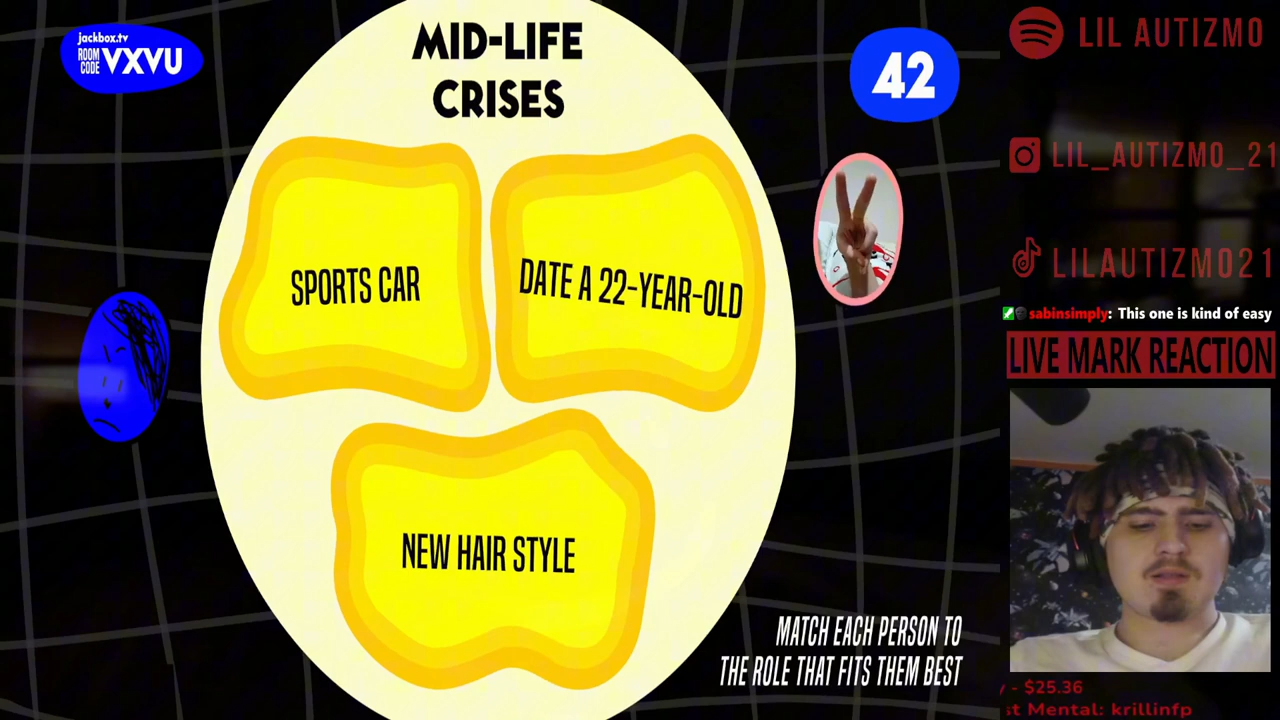 jackbox.tv
ROOM CODE VXVU
MID-LIFE
CRISES
42
SPORTS CAR
DATE A 22-YEAR-OLD
NEW HAIR STYLE
MATCH EACH PERSON TO
THE ROLE THAT FITS THEM BEST
LIL AUTIZMO
LIL_AUTIZMO_21
LILAUTIZMO21
sabinsimply: This one is kind of easy
LIVE MARK REACTION
- $25.36
st Mental: krillinfp